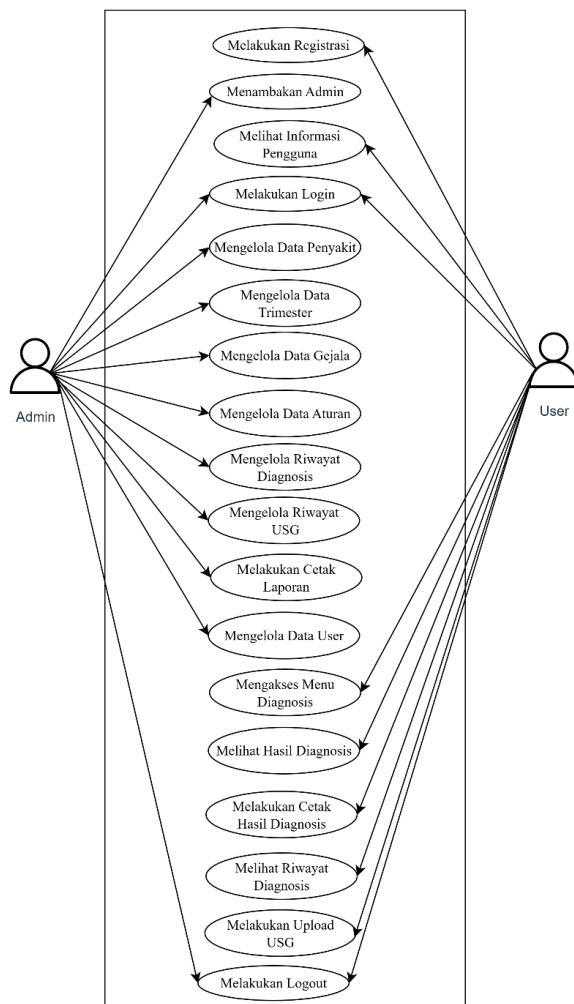 Melakukan Registrasi
Menambakan Admin
Melihat Informasi
Pengguna
Melakukan Login
Mengelola Data Penyakit
Mengelola Data
Trimester
Mengelola Data Gejala
Admin
User
Mengelola Data Aturan
Mengelola Riwayat
Diagnosis
Mengelola Riwayat
USG
Melakukan Cetak
Laporan
Mengelola Data User
Mengakses Menu
Diagnosis
Melihat Hasil Diagnosis
Melakukan Cetak
Hasil Diagnosis
Melihat Riwayat
Diagnosis
Melakukan Upload
USG
Melakukan Logout